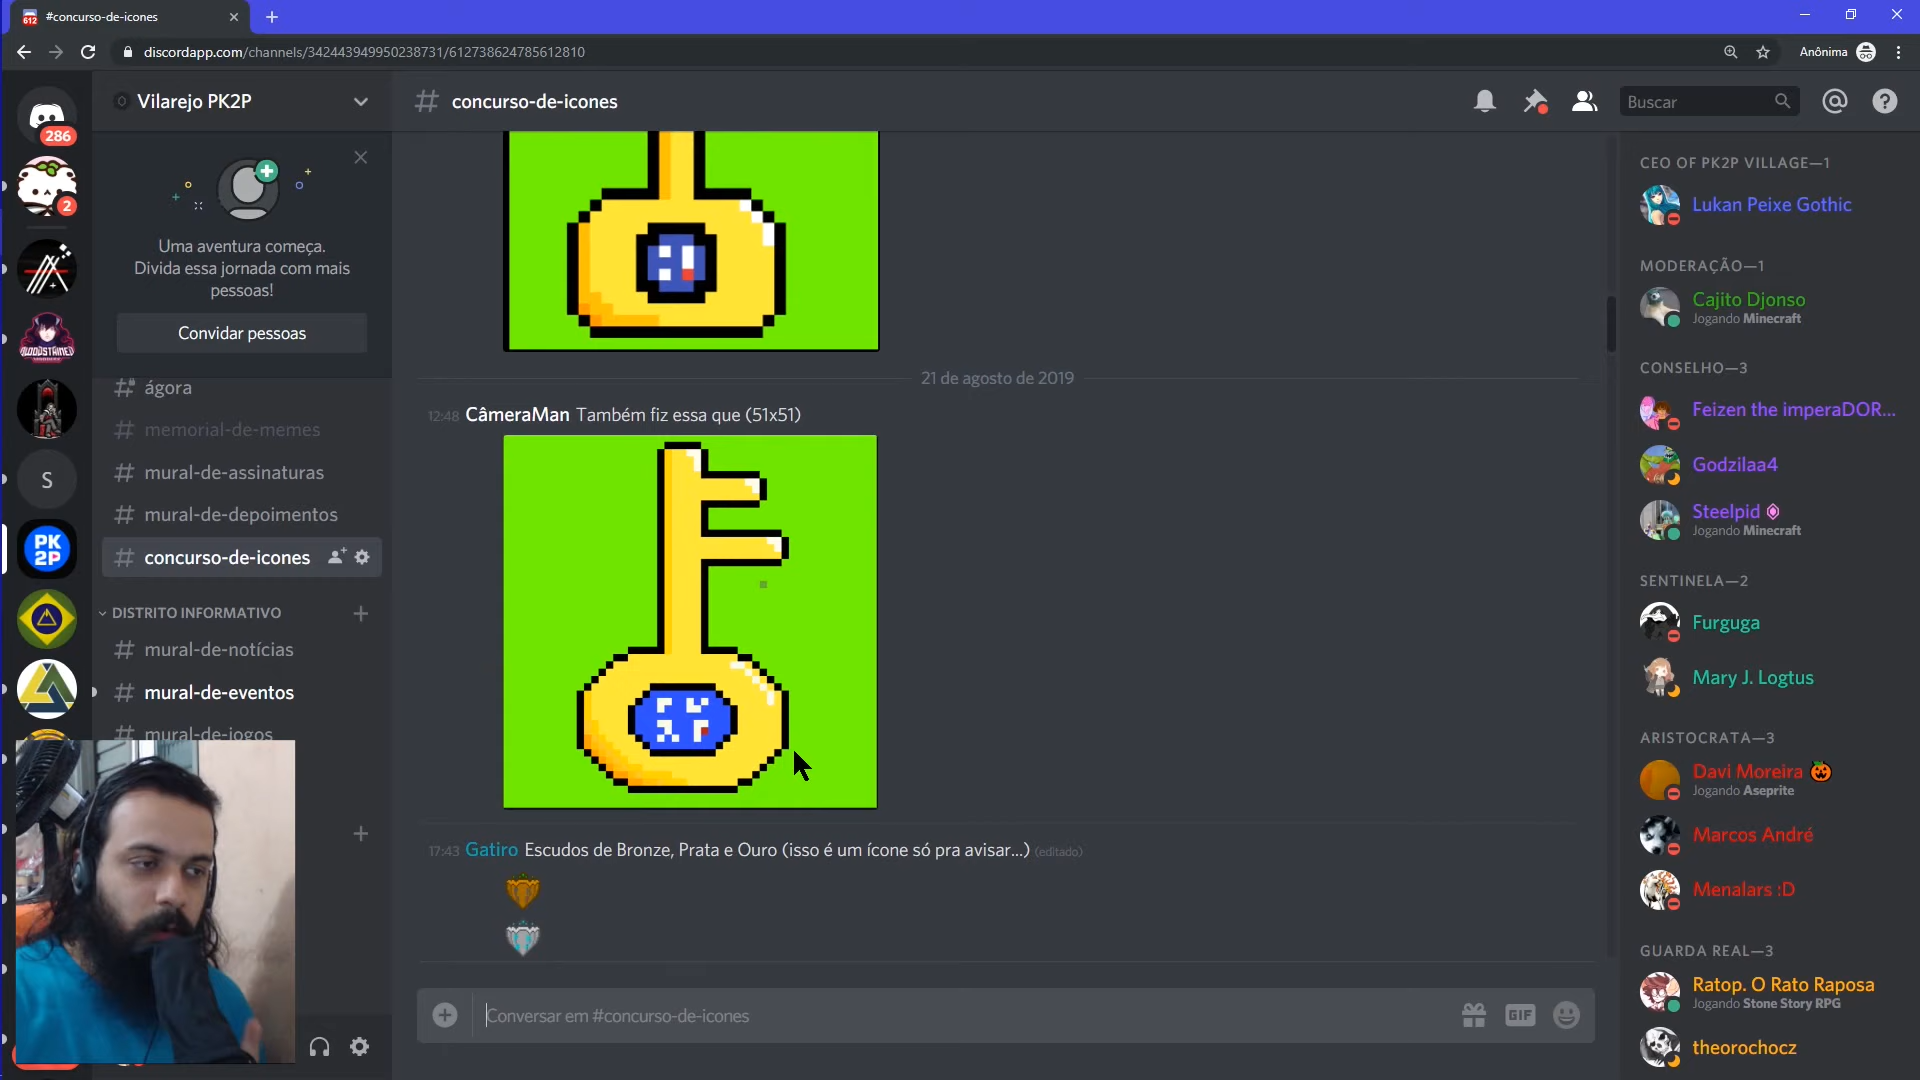 612
#concurso-de-icones
discordapp.com/channels/342443949950238731/612738624785612810
Anônima
286
Vilarejo PK2P
# concurso-de-icones
Buscar
2
Uma aventura começa.
Divida essa jornada com mais
pessoas!
Convidar pessoas
BLOODSTAINED
ágora
# memorial-de-memes
# mural-de-assinaturas
S
# mural-de-depoimentos
PK
2P
# concurso-de-icones
DISTRITO INFORMATIVO
# mural-de-notícias
# mural-de-eventos
mural-de-jogos
21 de agosto de 2019
12:48 CâmeraMan Também fiz essa que (51x51)
17:43 Gatiro Escudos de Bronze, Prata e Ouro (isso é um ícone só pra avisar...) (editado)
Conversar em #concurso-de-icones
GIF
CEO OF PK2P VILLAGE—1
Lukan Peixe Gothic
MODERAÇÃO—1
Cajito Djonso
Jogando Minecraft
CONSELHO—3
Feizen the imperaDOR...
Godzilaa4
Steelpid
Jogando Minecraft
SENTINELA—2
Furguga
Mary J. Logtus
ARISTOCRATA—3
Davi Moreira 🎃
Jogando Aseprite
Marcos André
Menalars :D
GUARDA REAL—3
Ratop. O Rato Raposa
Jogando Stone Story RPG
theorochocz